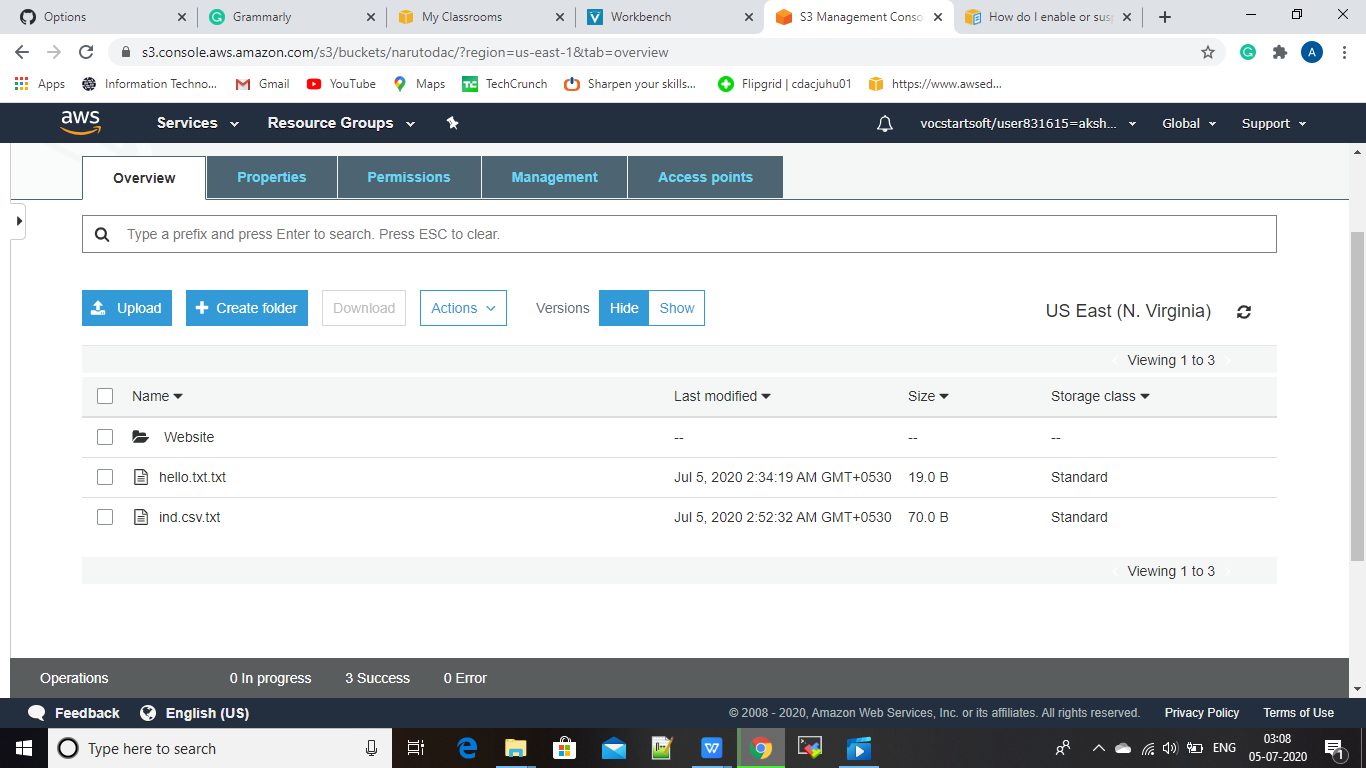 Options
Grammarly
My Classrooms
Workbench
S3 Management Conso
How do I enable or susp
s3.console.aws.amazon.com/s3/buckets/narutodac/?region=us-east-1&tab=overview
A
Apps
Information Techno...
Gmail
YouTube
Maps
TechCrunch
Sharpen your skills...
Flipgrid | cdacjuhu01
https://www.awsed...
aws
Services
Resource Groups
vocstartsoft/user831615=aksh...
Global
Support
Overview
Properties
Permissions
Management
Access points
Type a prefix and press Enter to search. Press ESC to clear.
Upload
Create folder
Download
Actions
Versions
Hide
Show
US East (N. Virginia)
Viewing 1 to 3
Name
Last modified
Size
Storage class
Website
--
--
--
hello.txt.txt
Jul 5, 2020 2:34:19 AM GMT+0530
19.0 B
Standard
ind.csv.txt
Jul 5, 2020 2:52:32 AM GMT+0530
70.0 B
Standard
Viewing 1 to 3
Operations
0 In progress
3 Success
0 Error
Feedback
English (US)
© 2008 - 2020, Amazon Web Services, Inc. or its affiliates. All rights reserved.
Privacy Policy
Terms of Use
Type here to search
ENG
03:08
05-07-2020
1